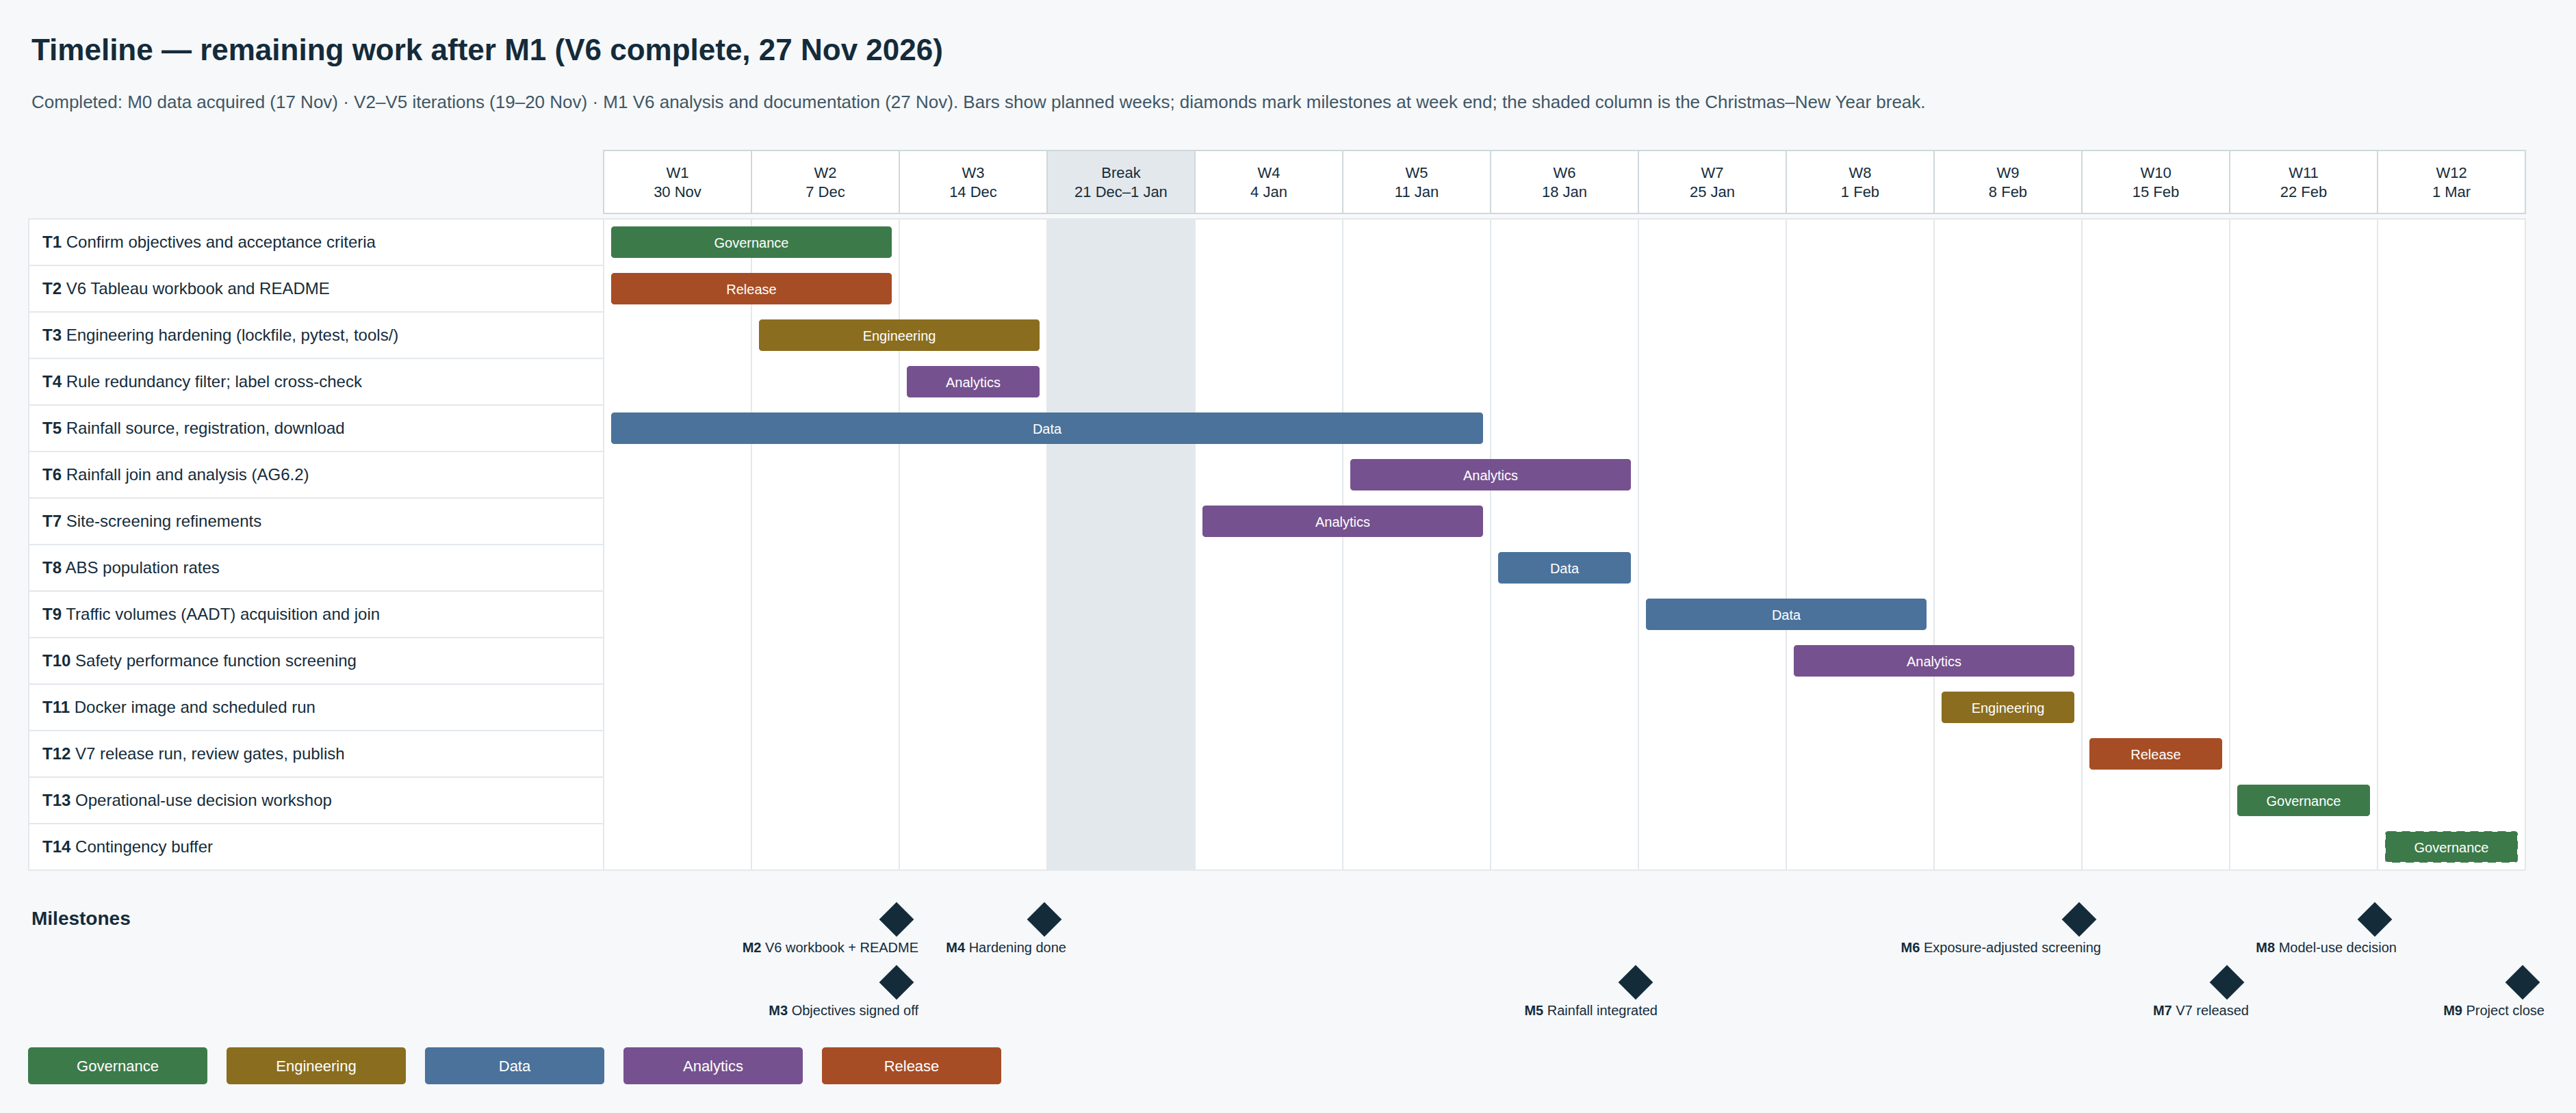 Timeline — remaining work after M1 (V6 complete, 27 Nov 2026)
Completed: M0 data acquired (17 Nov) · V2–V5 iterations (19–20 Nov) · M1 V6 analysis and documentation (27 Nov). Bars show planned weeks; diamonds mark milestones at week end; the shaded column is the Christmas–New Year break.
W1 W2 W3 Break W4 W5 W6 W7 W8 W9 W10 W11 W12
30 Nov 7 Dec 14 Dec 21 Dec–1 Jan 4 Jan 11 Jan 18 Jan 25 Jan 1 Feb 8 Feb 15 Feb 22 Feb 1 Mar
T1 Confirm objectives and acceptance criteria Governance
T2 V6 Tableau workbook and README Release
T3 Engineering hardening (lockfile, pytest, tools/) Engineering
T4 Rule redundancy filter; label cross-check Analytics
T5 Rainfall source, registration, download Data
T6 Rainfall join and analysis (AG6.2) Analytics
T7 Site-screening refinements Analytics
T8 ABS population rates Data
T9 Traffic volumes (AADT) acquisition and join Data
T10 Safety performance function screening Analytics
T11 Docker image and scheduled run Engineering
T12 V7 release run, review gates, publish Release
T13 Operational-use decision workshop Governance
T14 Contingency buffer Governance
Milestones
M2 V6 workbook + README M4 Hardening done M6 Exposure-adjusted screening M8 Model-use decision
M3 Objectives signed off M5 Rainfall integrated M7 V7 released M9 Project close
Governance Engineering Data Analytics Release